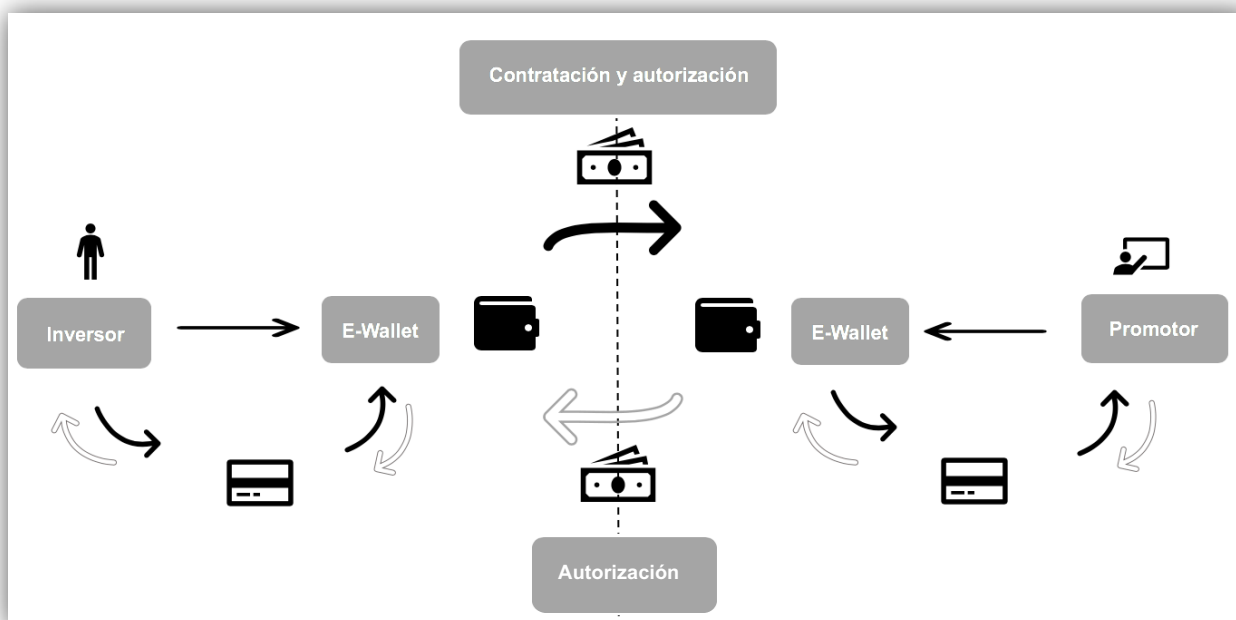 Contratación y autorización
Inversor
E-Wallet
E-Wallet
Promotor
Autorización